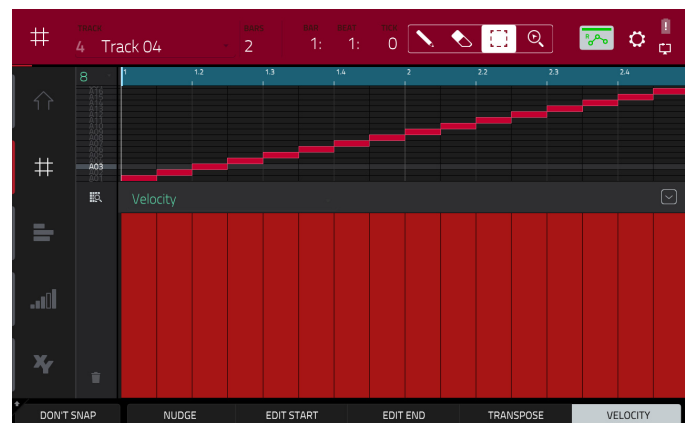 TRACK BARS BAR BEAT TICK
4 Track 04 2 1: 1: 0
8 1 1.2 1.3 1.4 2 2.2 2.3 2.4
A03
Velocity
DON'T SNAP NUDGE EDIT START EDIT END TRANSPOSE VELOCITY